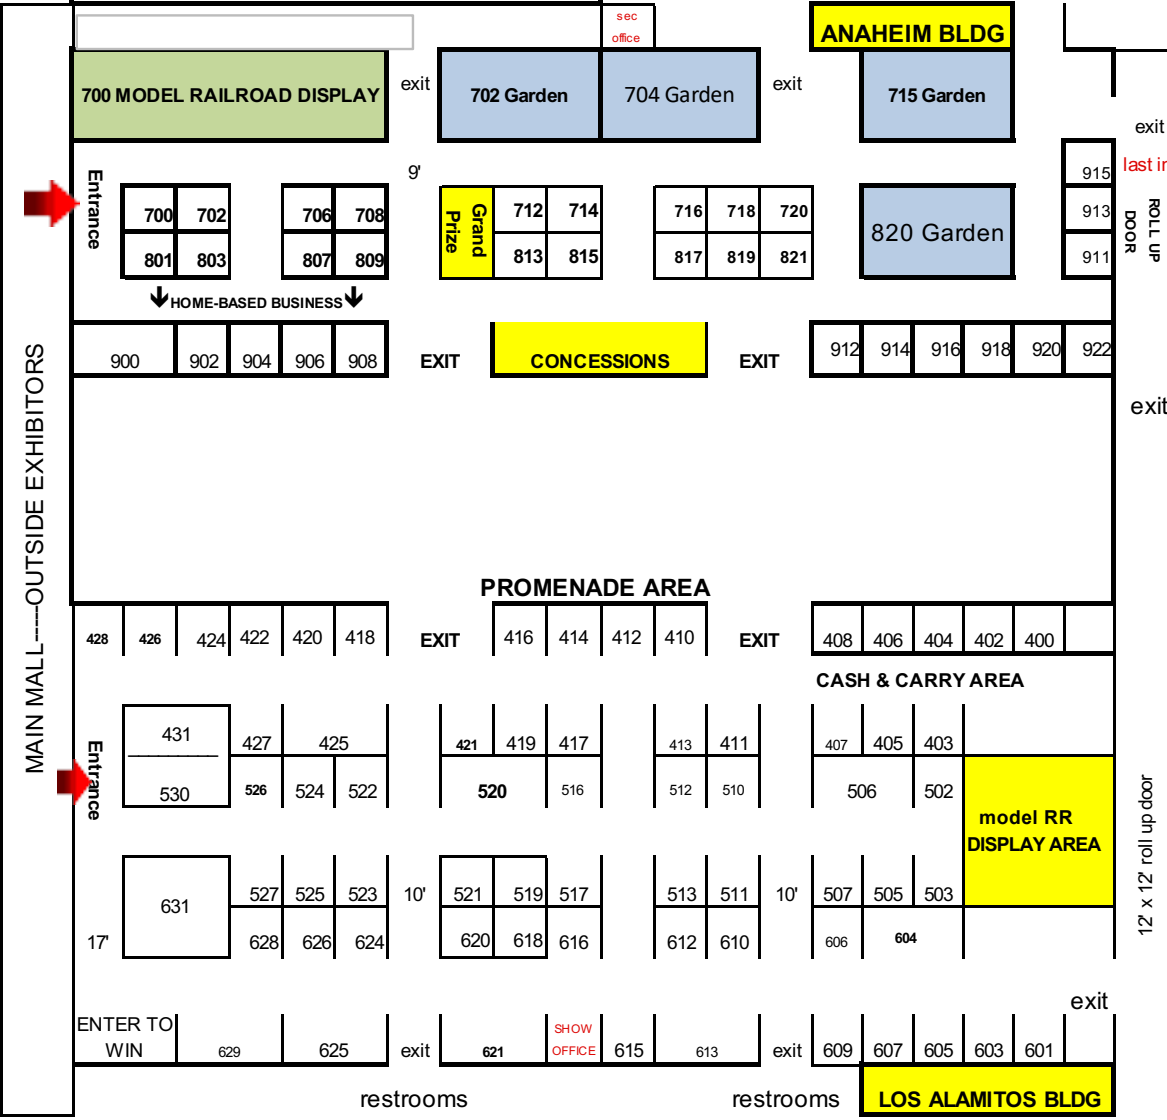 sec
office
ANAHEIM BLDG
700 MODEL RAILROAD DISPLAY
exit
702 Garden
704 Garden
exit
715 Garden
exit
9'
915
last in
Entrance
700 702
706 708
Grand
Prize
712 714
716 718 720
820 Garden
913
ROLL UP
DOOR
801 803
807 809
813 815
817 819 821
911
HOME-BASED BUSINESS
900 902 904 906 908
EXIT
CONCESSIONS
EXIT
912 914 916 918 920 922
exit
MAIN MALL----OUTSIDE EXHIBITORS
PROMENADE AREA
428 426 424 422 420 418
EXIT
416 414 412 410
EXIT
408 406 404 402 400
CASH & CARRY AREA
Entrance
431
427 425
421 419 417
413 411
407 405 403
530
526 524 522
520 516
512 510
506 502
model RR
DISPLAY AREA
12' x 12' roll up door
631
527 525 523
10'
521 519 517
513 511
10'
507 505 503
17'
628 626 624
620 618 616
612 610
606 604
exit
ENTER TO
WIN
629 625
exit
621
SHOW
OFFICE
615 613
exit
609 607 605 603 601
restrooms
restrooms
LOS ALAMITOS BLDG